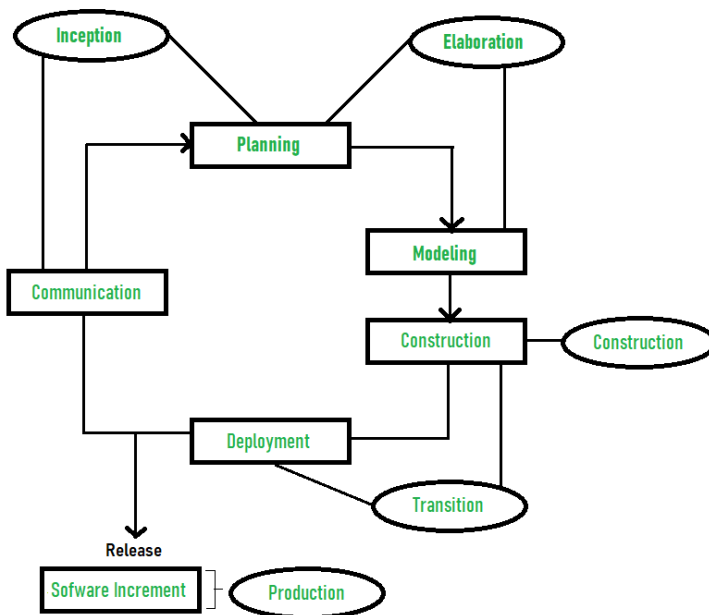 Inception
Elaboration
Planning
Modeling
Communication
Construction
Construction
Deployment
Transition
Release
Sofware Increment
Production